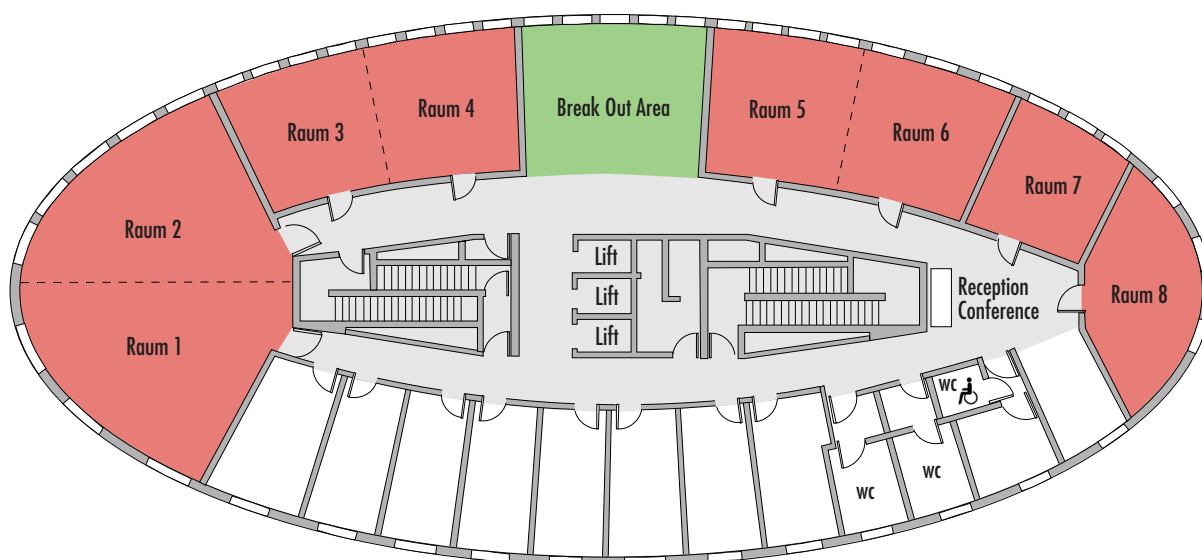 Raum 4
Break Out Area
Raum 5
Raum 3
Raum 6
Raum 7
Raum 2
Lift
Lift
Lift
Reception
Conference
Raum 8
Raum 1
WC
WC
WC